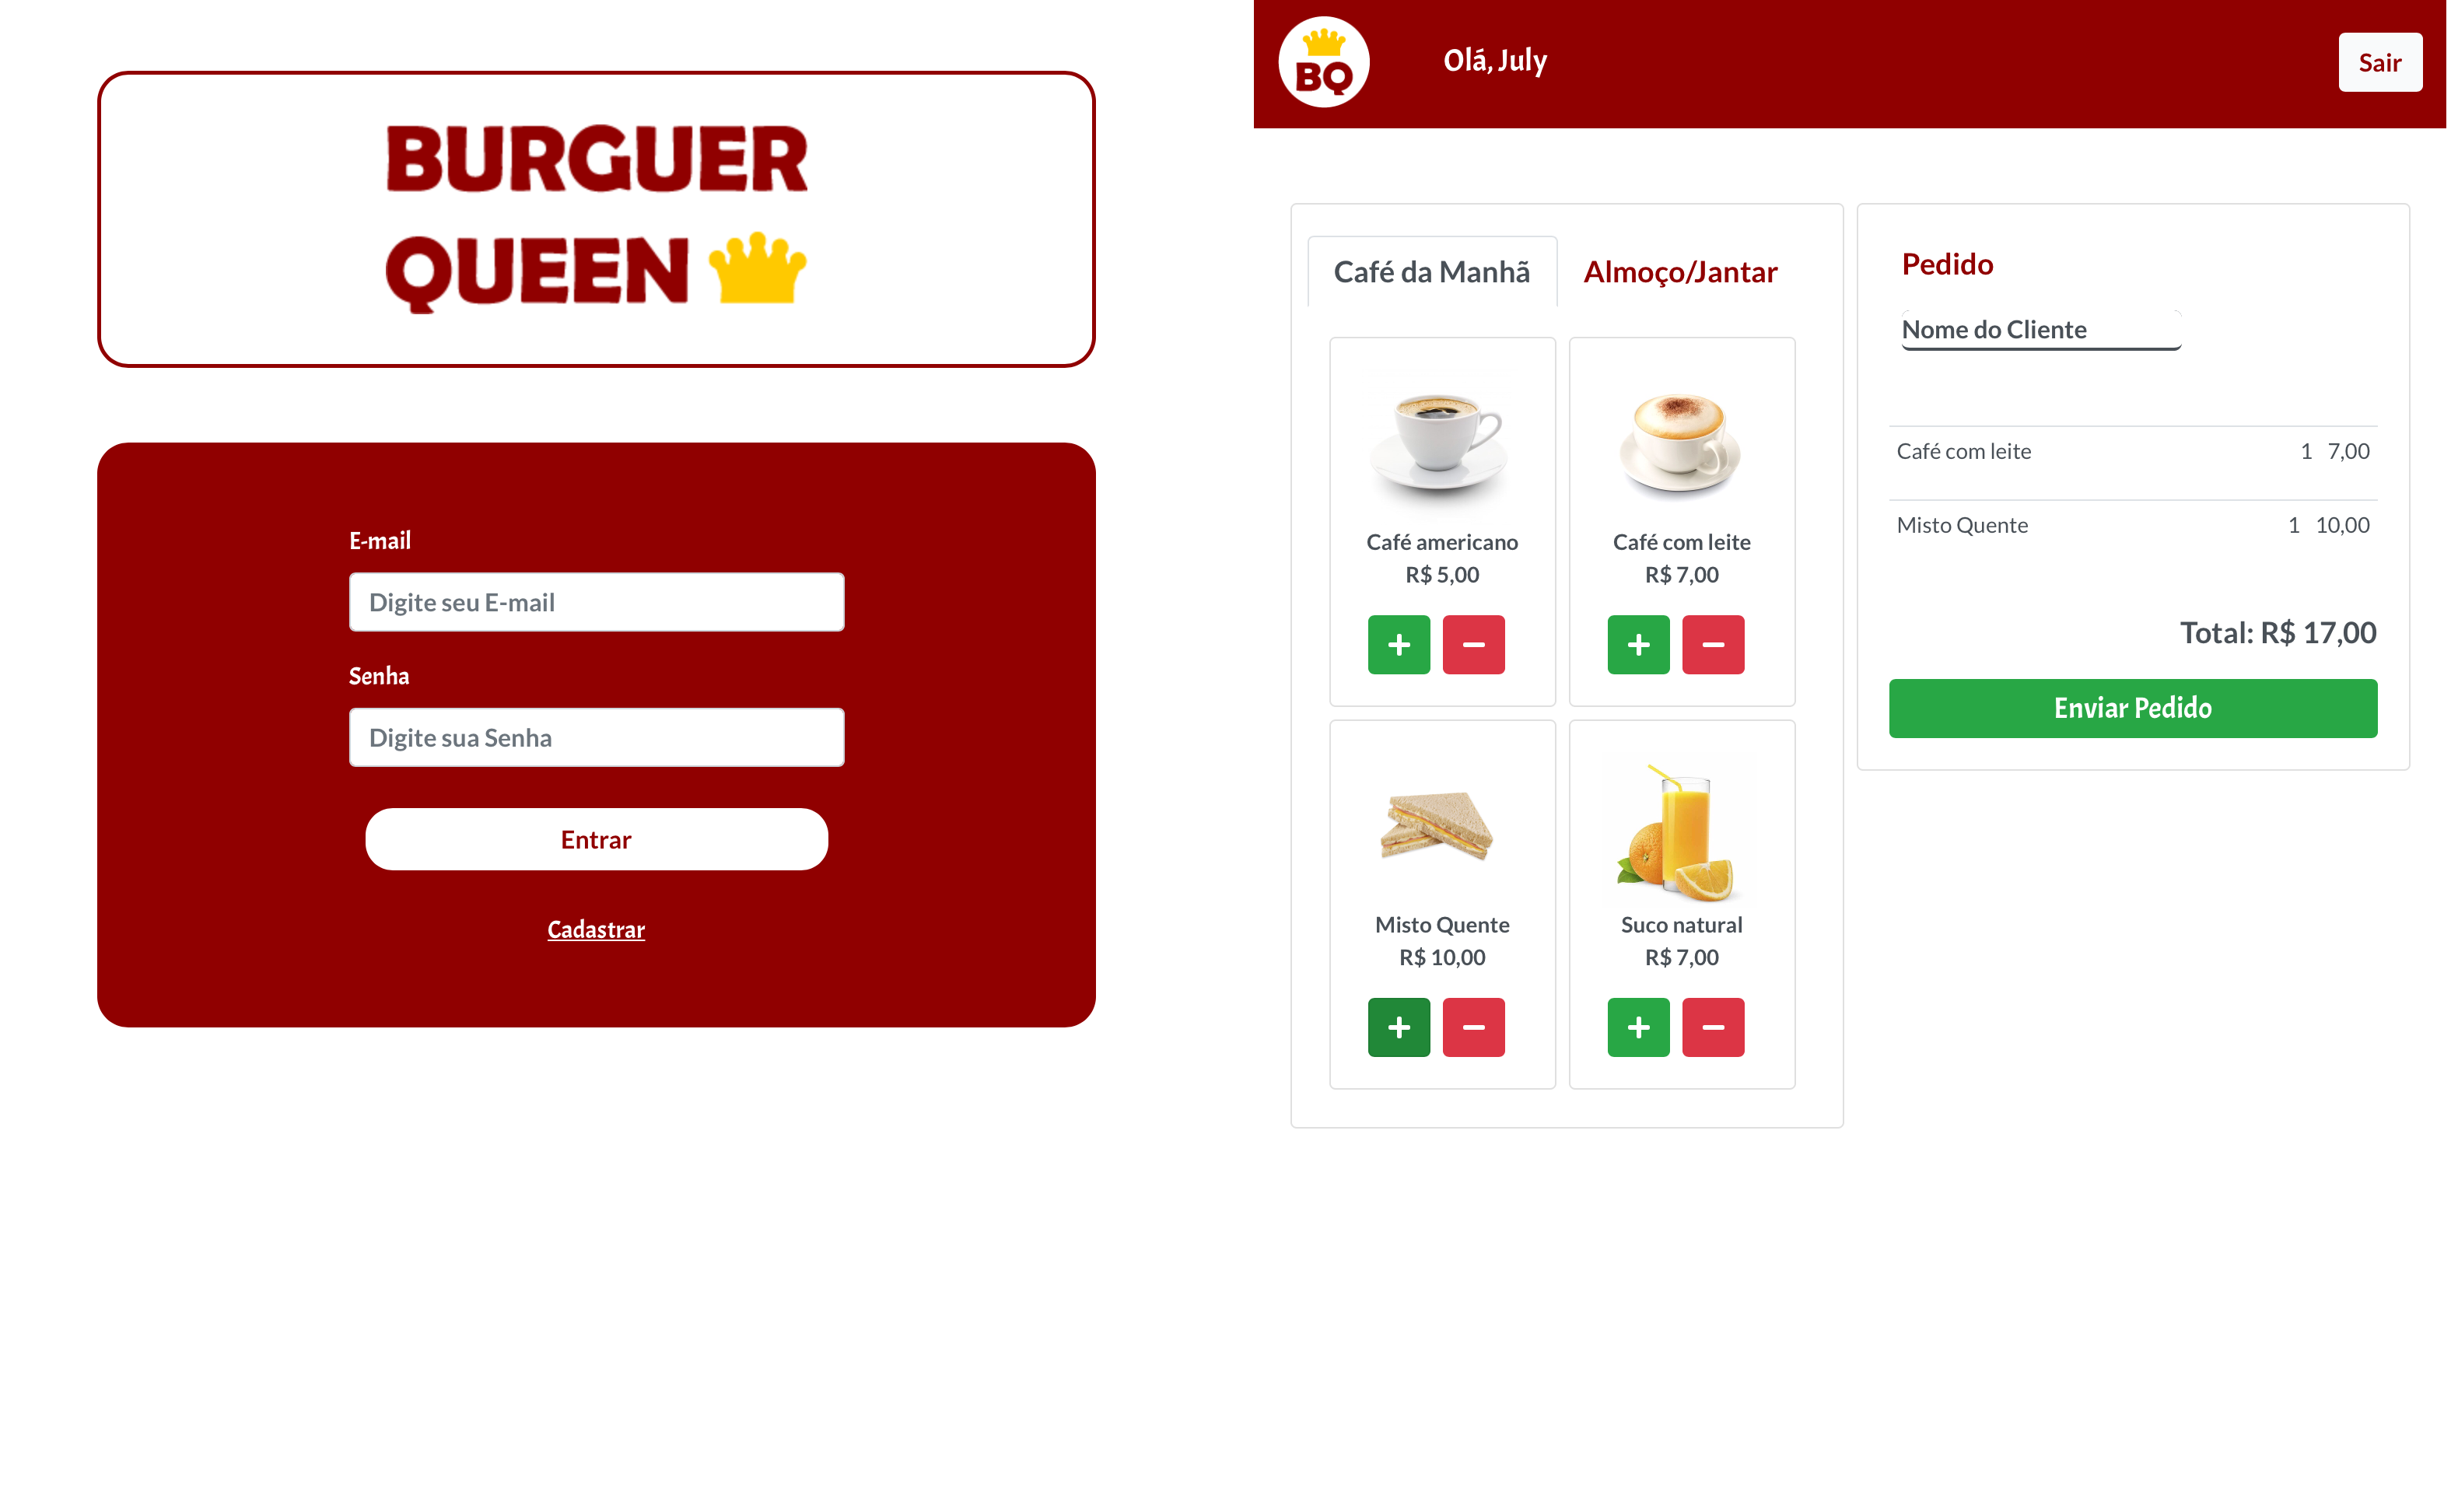 BURGUER
QUEEN
E-mail
Digite seu E-mail
Senha
Digite sua Senha
Entrar
Cadastrar
BQ
Olá, July
Sair
Café da Manhã
Almoço/Jantar
Café americano
R$ 5,00
+ −
Café com leite
R$ 7,00
+ −
Misto Quente
R$ 10,00
+ −
Suco natural
R$ 7,00
+ −
Pedido
Nome do Cliente
Café com leite 1 7,00
Misto Quente 1 10,00
Total: R$ 17,00
Enviar Pedido